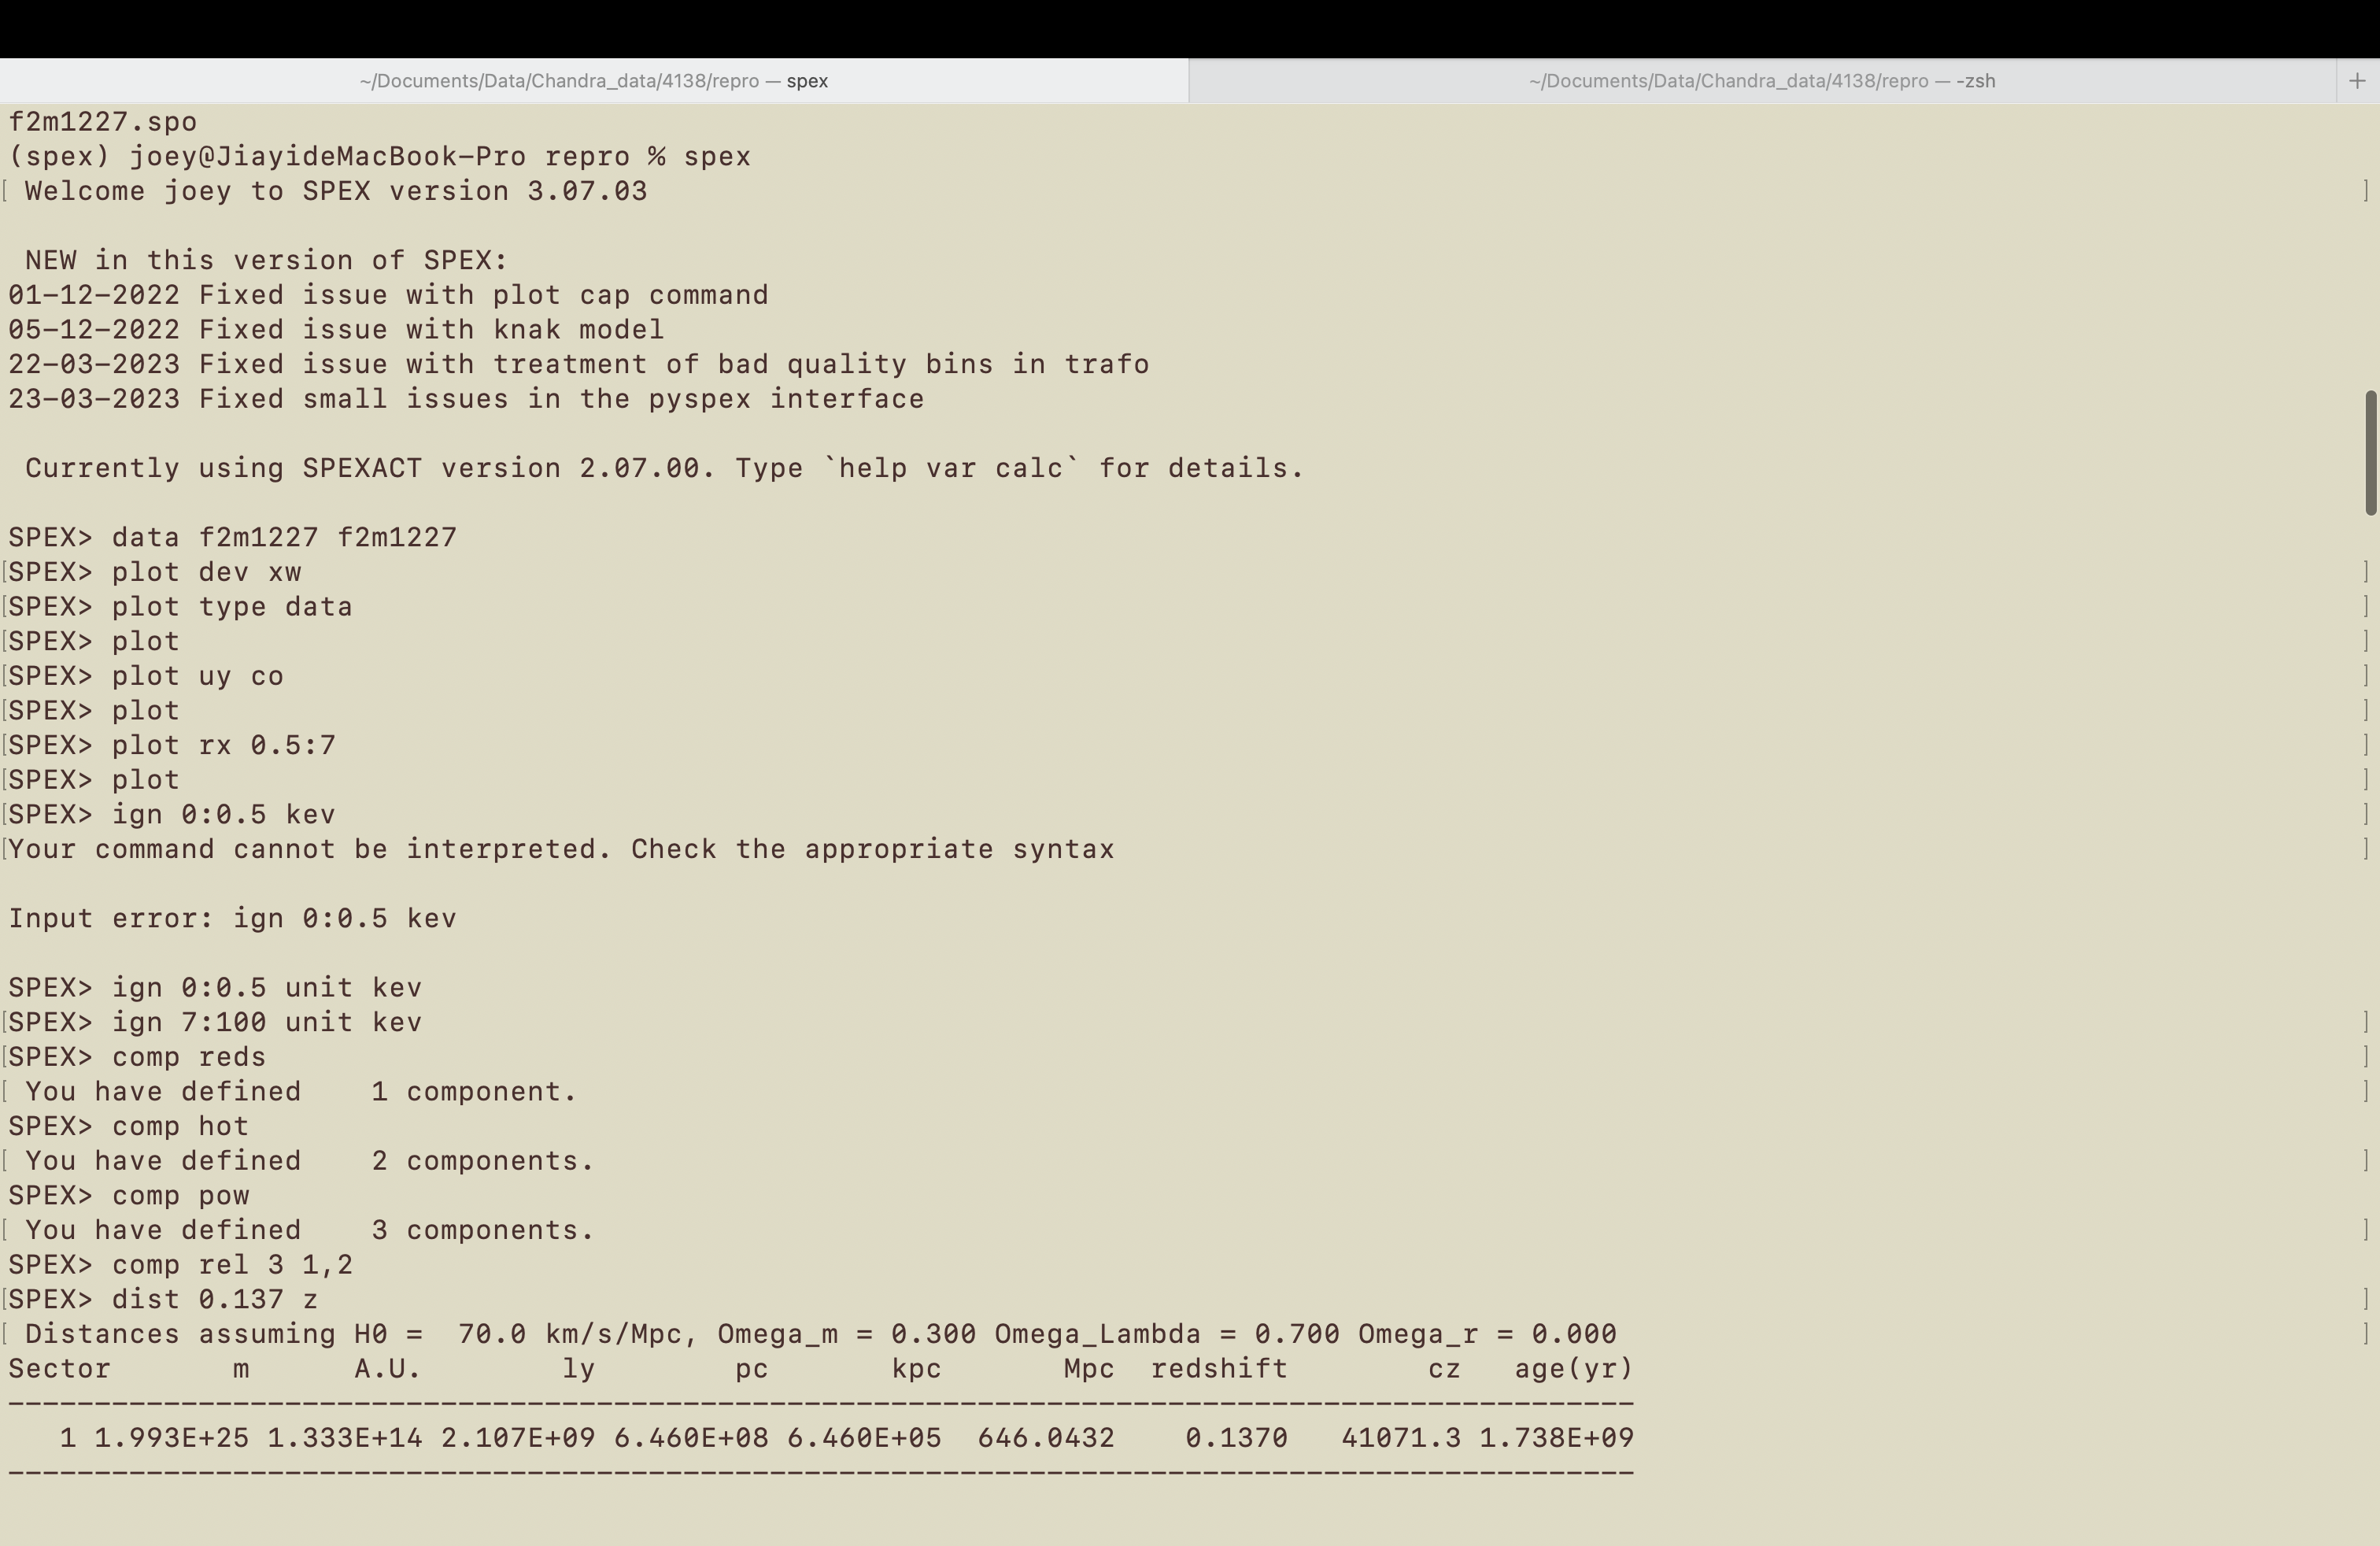 ~/Documents/Data/Chandra_data/4138/repro — spex
~/Documents/Data/Chandra_data/4138/repro — -zsh
+
f2m1227.spo
(spex) joey@JiayideMacBook-Pro repro % spex
[ Welcome joey to SPEX version 3.07.03 ]
NEW in this version of SPEX:
01-12-2022 Fixed issue with plot cap command
05-12-2022 Fixed issue with knak model
22-03-2023 Fixed issue with treatment of bad quality bins in trafo
23-03-2023 Fixed small issues in the pyspex interface
Currently using SPEXACT version 2.07.00. Type `help var calc` for details.
SPEX> data f2m1227 f2m1227
[SPEX> plot dev xw ]
[SPEX> plot type data ]
[SPEX> plot ]
[SPEX> plot uy co ]
[SPEX> plot ]
[SPEX> plot rx 0.5:7 ]
[SPEX> plot ]
[SPEX> ign 0:0.5 kev ]
[Your command cannot be interpreted. Check the appropriate syntax ]
Input error: ign 0:0.5 kev
SPEX> ign 0:0.5 unit kev
[SPEX> ign 7:100 unit kev ]
[SPEX> comp reds ]
[ You have defined    1 component. ]
SPEX> comp hot
[ You have defined    2 components. ]
SPEX> comp pow
[ You have defined    3 components. ]
SPEX> comp rel 3 1,2
[SPEX> dist 0.137 z ]
[ Distances assuming H0 =  70.0 km/s/Mpc, Omega_m = 0.300 Omega_Lambda = 0.700 Omega_r = 0.000 ]
Sector       m      A.U.        ly        pc       kpc       Mpc  redshift        cz   age(yr)
----------------------------------------------------------------------------------------------
   1 1.993E+25 1.333E+14 2.107E+09 6.460E+08 6.460E+05  646.0432    0.1370   41071.3 1.738E+09
----------------------------------------------------------------------------------------------